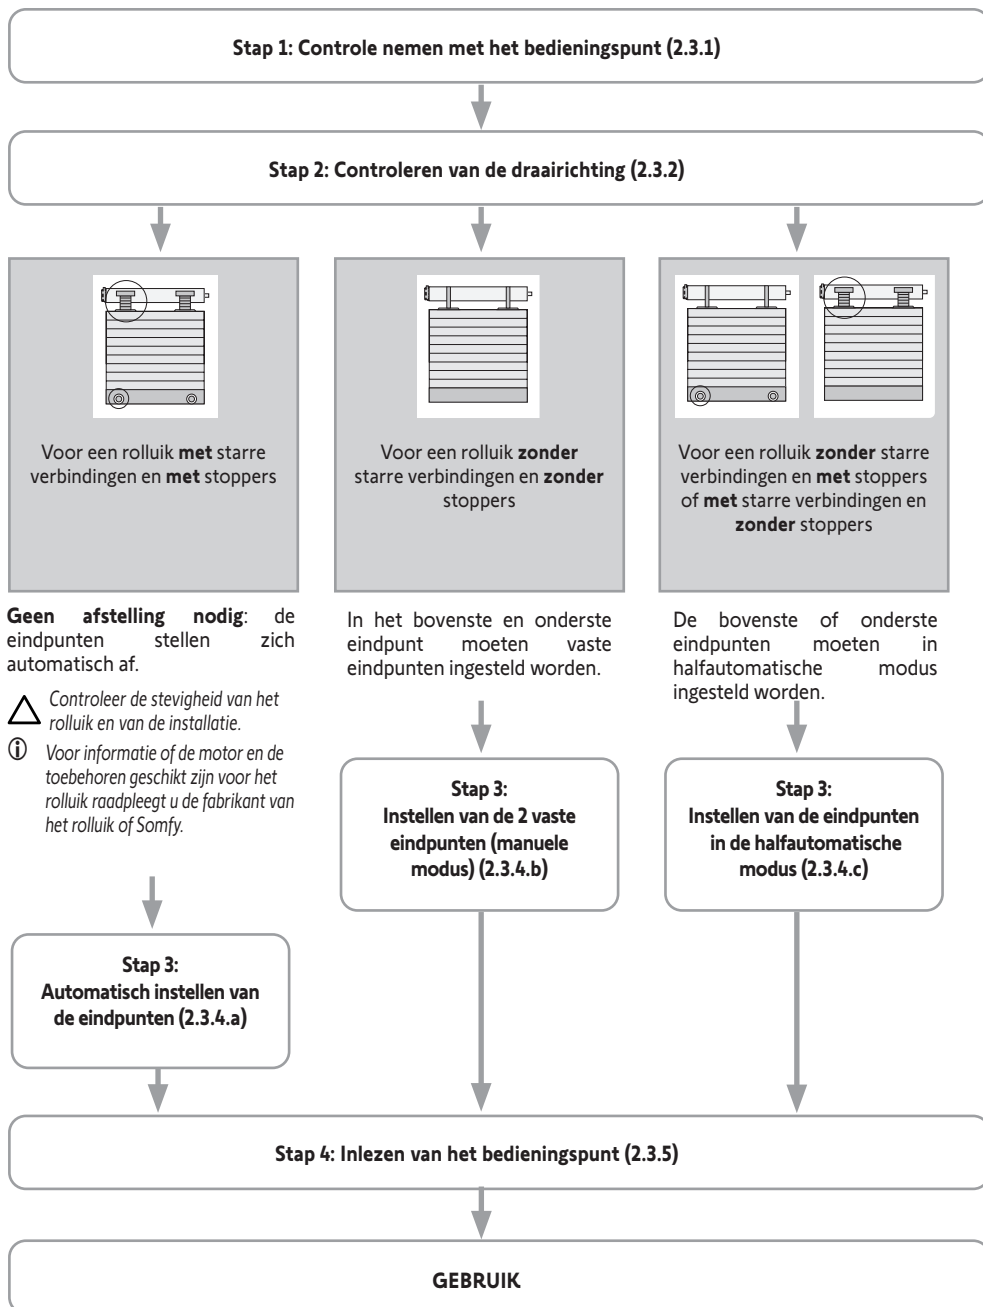 Stap 1: Controle nemen met het bedieningspunt (2.3.1)
Stap 2: Controleren van de draairichting (2.3.2)
Voor een rolluik met starre
verbindingen en met stoppers
Voor een rolluik zonder
starre verbindingen en zonder
stoppers
Voor een rolluik zonder starre
verbindingen en met stoppers
of met starre verbindingen en
zonder stoppers
Geen afstelling nodig: de
eindpunten stellen zich
automatisch af.
Controleer de stevigheid van het
rolluik en van de installatie.
Voor informatie of de motor en de
toebehoren geschikt zijn voor het
rolluik raadpleegt u de fabrikant van
het rolluik of Somfy.
In het bovenste en onderste
eindpunt moeten vaste
eindpunten ingesteld worden.
De bovenste of onderste
eindpunten moeten in
halfautomatische modus
ingesteld worden.
Stap 3:
Automatisch instellen van
de eindpunten (2.3.4.a)
Stap 3:
Instellen van de 2 vaste
eindpunten (manuele
modus) (2.3.4.b)
Stap 3:
Instellen van de eindpunten
in de halfautomatische
modus (2.3.4.c)
Stap 4: Inlezen van het bedieningspunt (2.3.5)
GEBRUIK